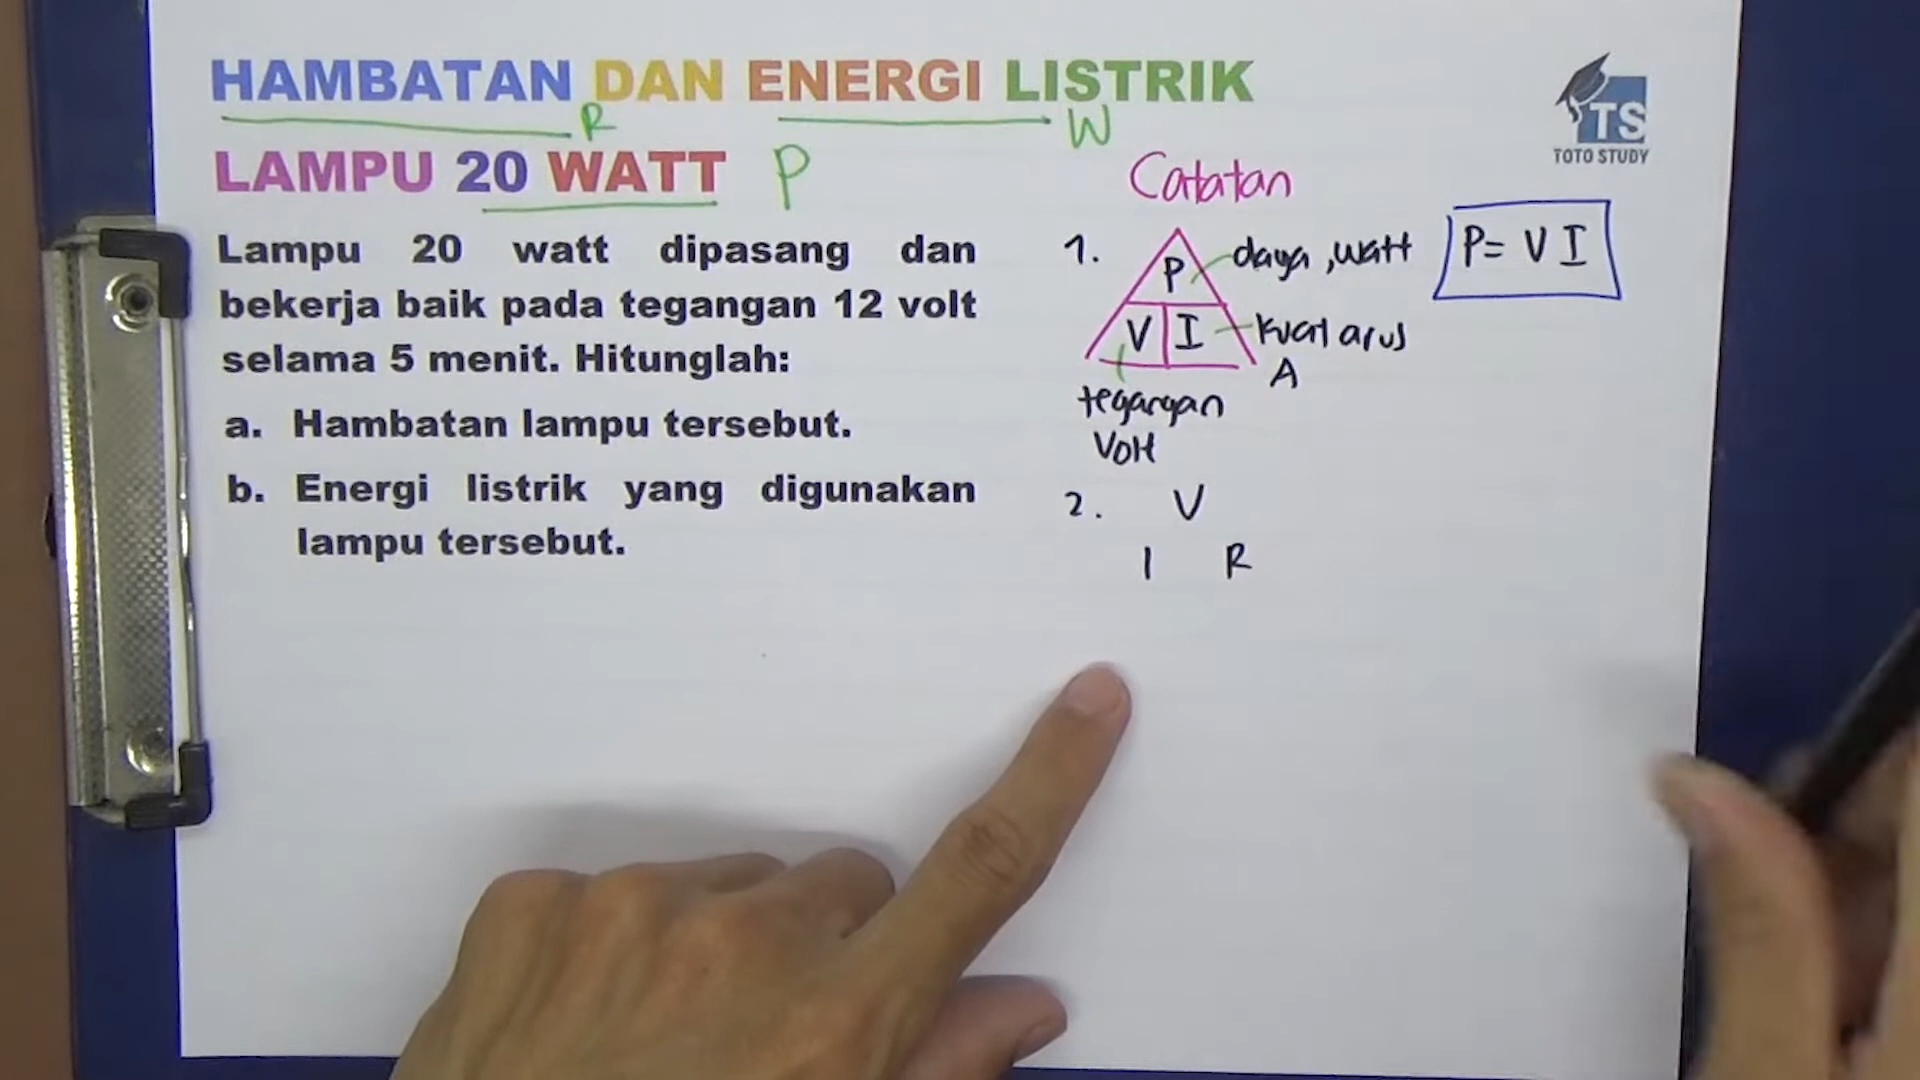 HAMBATAN DAN ENERGI LISTRIK
R
W
LAMPU 20 WATT P
TS
TOTO STUDY
Lampu 20 watt dipasang dan
bekerja baik pada tegangan 12 volt
selama 5 menit. Hitunglah:
a. Hambatan lampu tersebut.
b. Energi listrik yang digunakan
lampu tersebut.
Catatan
1. P daya, watt P = V I
V I kuat arus
A
tegangan
Volt
2. V
I R